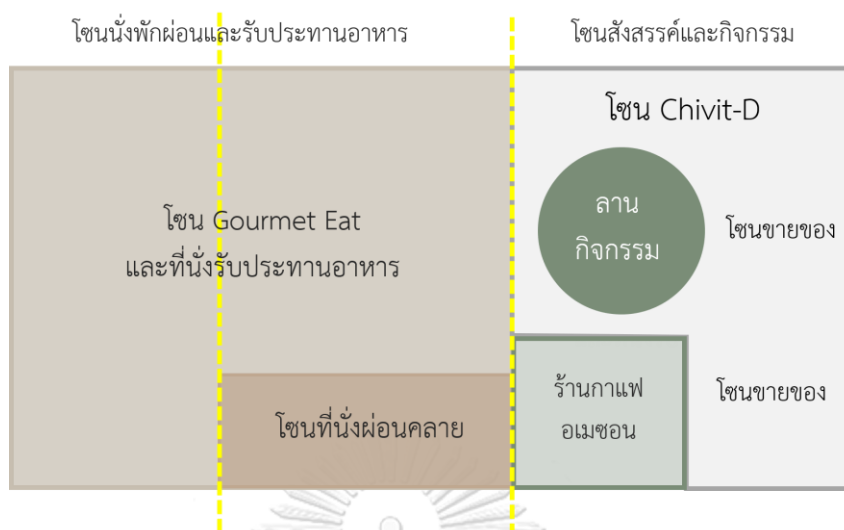 โซนนั่งพักผ่อนและรับประทานอาหาร
โซนสังสรรค์และกิจกรรม
โซน Chivit-D
ลาน
กิจกรรม
โซนขายของ
โซน Gourmet Eat
และที่นั่งรับประทานอาหาร
ร้านกาแฟ
อเมซอน
โซนขายของ
โซนที่นั่งผ่อนคลาย